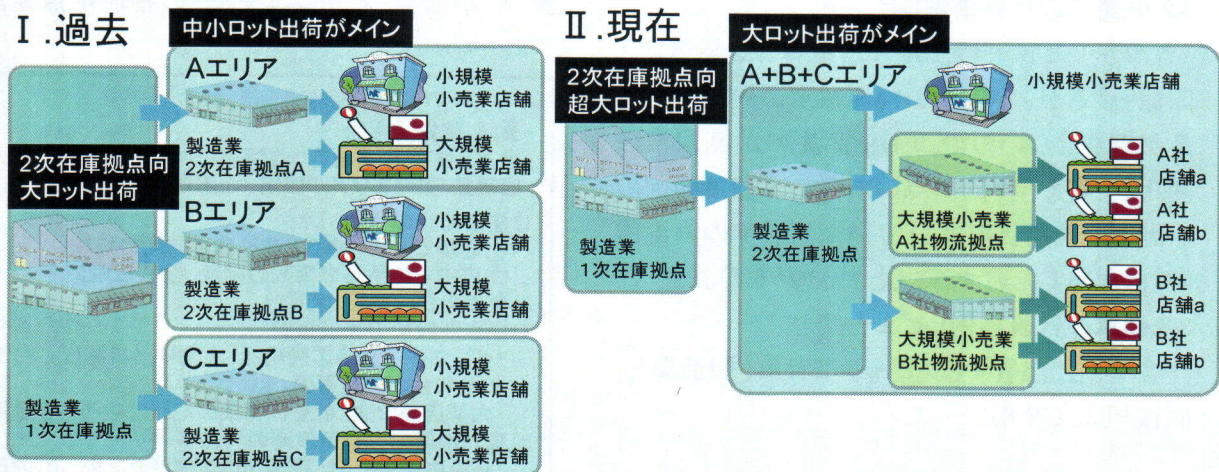 Ⅰ.過去
中小ロット出荷がメイン
2次在庫拠点向
大ロット出荷
製造業
1次在庫拠点
Aエリア
小規模
小売業店舗
製造業
2次在庫拠点A
大規模
小売業店舗
Bエリア
小規模
小売業店舗
製造業
2次在庫拠点B
大規模
小売業店舗
Cエリア
小規模
小売業店舗
製造業
2次在庫拠点C
大規模
小売業店舗
Ⅱ.現在
大ロット出荷がメイン
2次在庫拠点向
超大ロット出荷
製造業
1次在庫拠点
A+B+Cエリア
小規模小売業店舗
製造業
2次在庫拠点
大規模小売業
A社物流拠点
A社
店舗a
A社
店舗b
大規模小売業
B社物流拠点
B社
店舗a
B社
店舗b